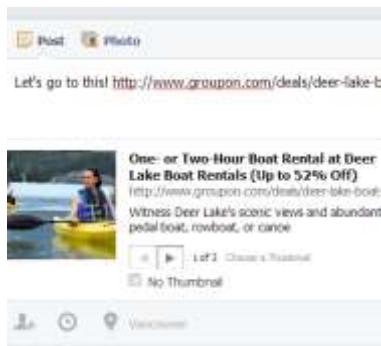 Post Photo
Let's go to this! http://www.groupon.com/deals/deer-lake-b
One- or Two-Hour Boat Rental at Deer
Lake Boat Rentals (Up to 52% Off)
http://www.groupon.com/deals/deer-lake-boat-
Witness Deer Lake's scenic views and abundant
pedal boat, rowboat, or canoe
1 of 2 Choose a Thumbnail
No Thumbnail
Vancouver